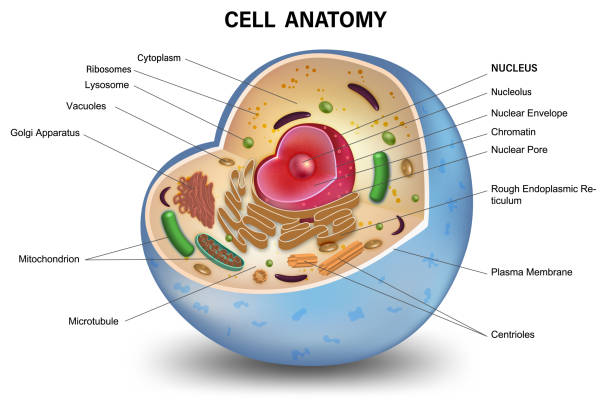 CELL ANATOMY
Cytoplasm
Ribosomes
Lysosome
Vacuoles
Golgi Apparatus
Mitochondrion
Microtubule
NUCLEUS
Nucleolus
Nuclear Envelope
Chromatin
Nuclear Pore
Rough Endoplasmic Re-
ticulum
Plasma Membrane
Centrioles